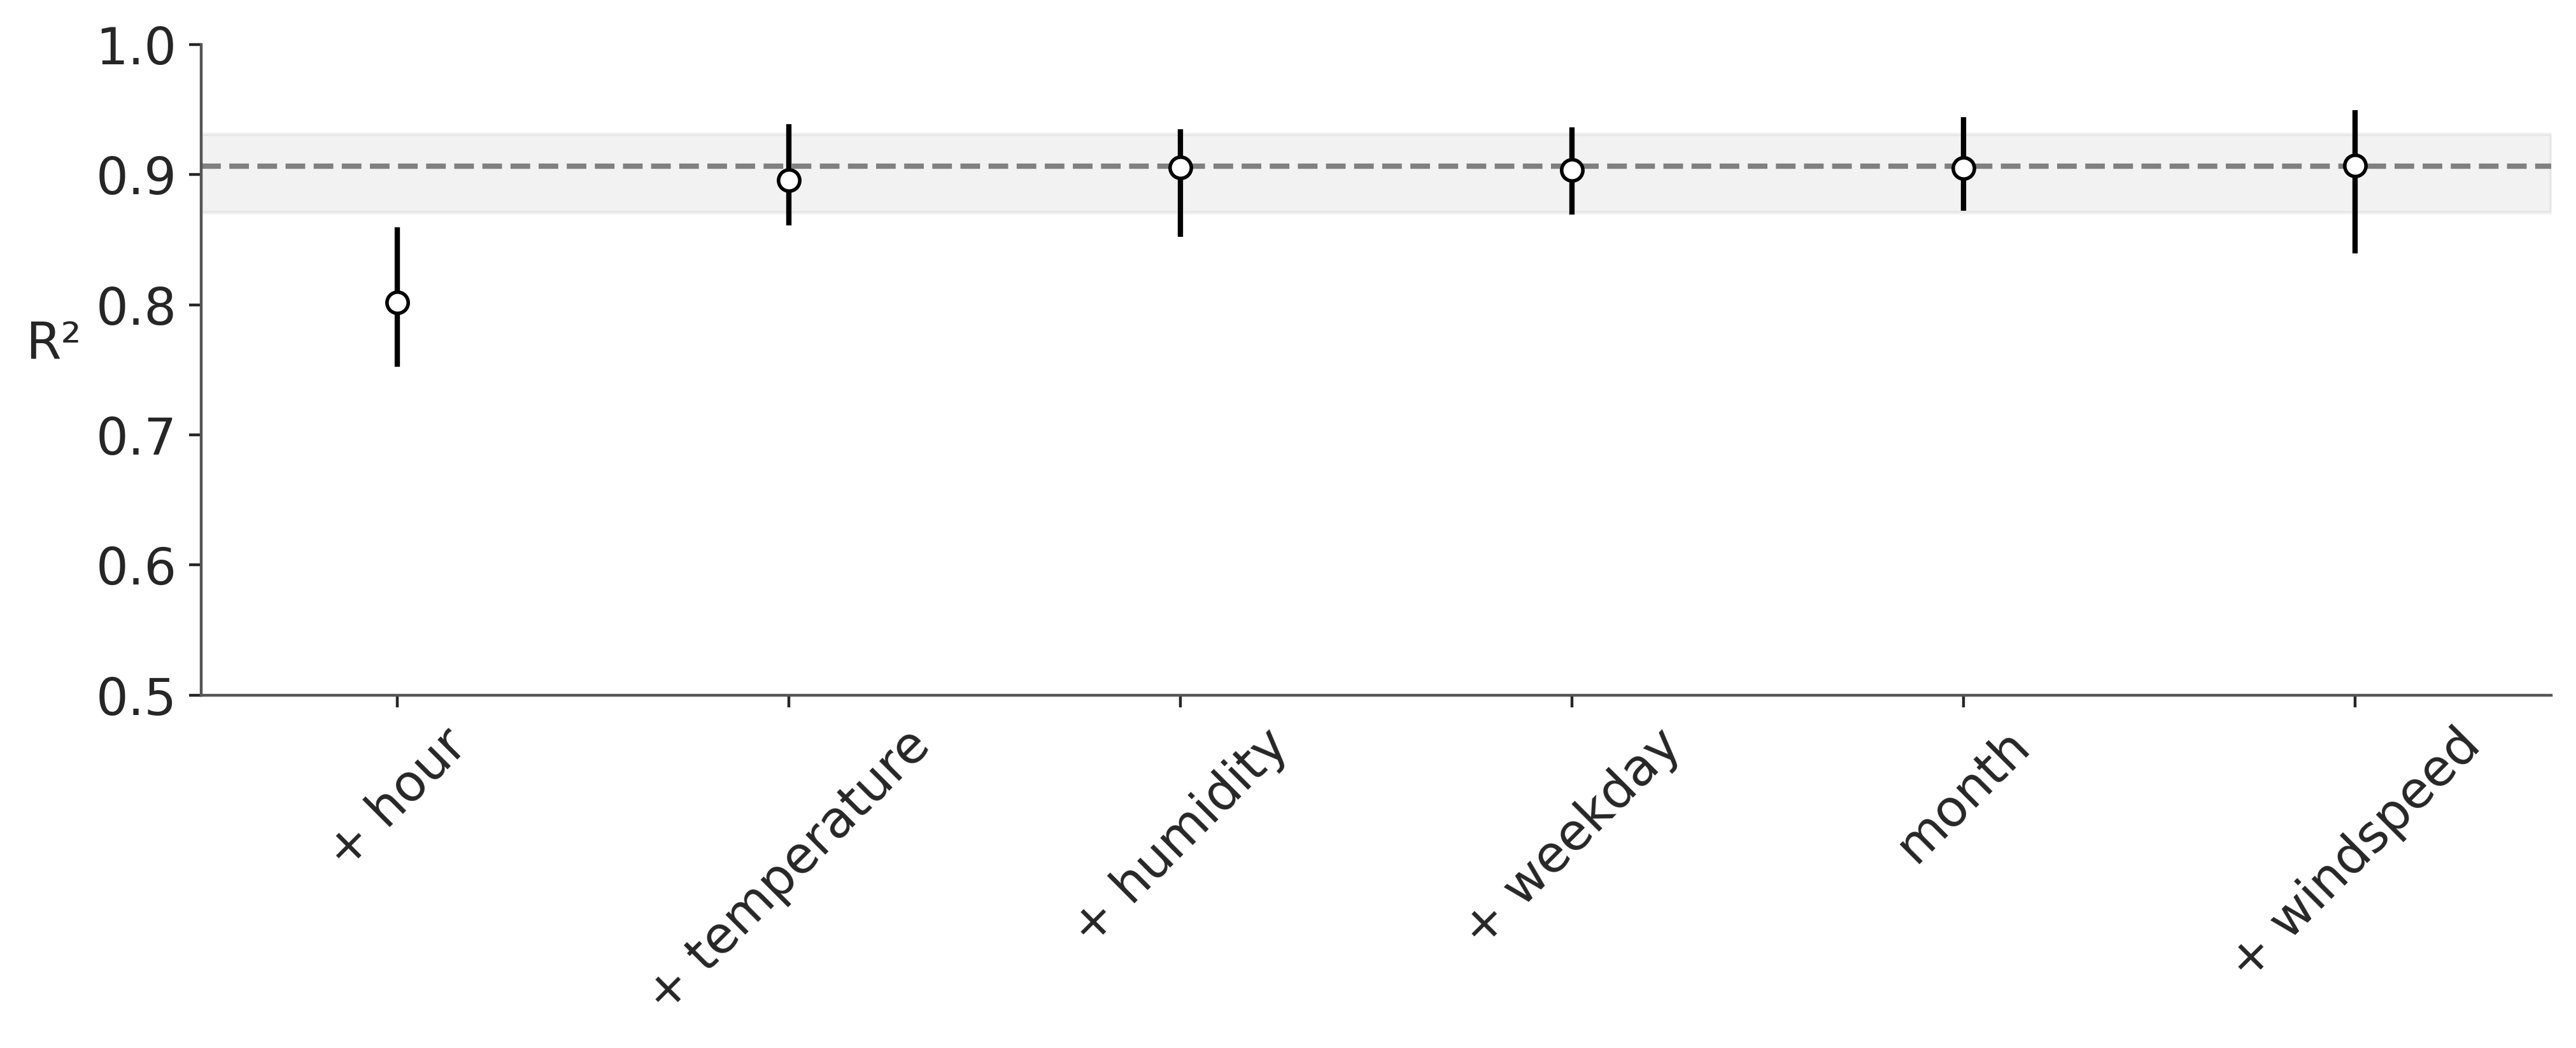 1.0
0.9
0.8
0.7
0.6
0.5
R²
+ hour
+ temperature
+ humidity
+ weekday
month
+ windspeed